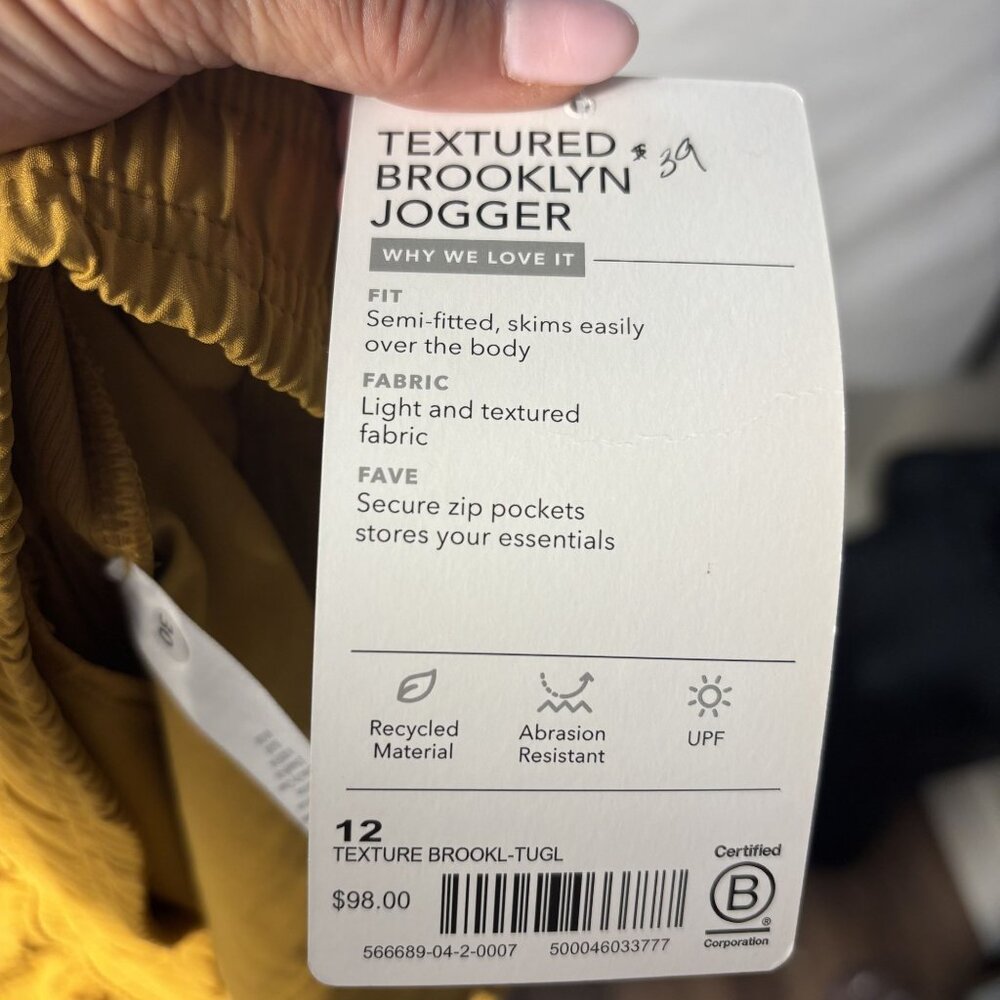 TEXTURED
BROOKLYN
JOGGER
$39
WHY WE LOVE IT
FIT
Semi-fitted, skims easily
over the body
FABRIC
Light and textured
fabric
FAVE
Secure zip pockets
stores your essentials
Recycled
Material
Abrasion
Resistant
UPF
12
TEXTURE BROOKL-TUGL
$98.00
566689-04-2-0007 500046033777
Certified
B
®
Corporation
30